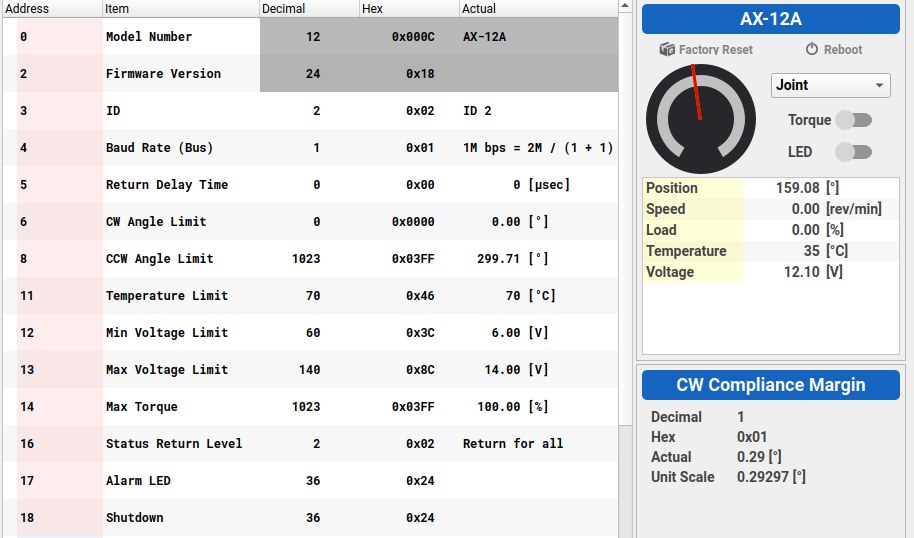 Address Item Decimal Hex Actual
0 Model Number 12 0x000C AX-12A
2 Firmware Version 24 0x18
3 ID 2 0x02 ID 2
4 Baud Rate (Bus) 1 0x01 1M bps = 2M / (1 + 1)
5 Return Delay Time 0 0x00 0 [μsec]
6 CW Angle Limit 0 0x0000 0.00 [°]
8 CCW Angle Limit 1023 0x03FF 299.71 [°]
11 Temperature Limit 70 0x46 70 [°C]
12 Min Voltage Limit 60 0x3C 6.00 [V]
13 Max Voltage Limit 140 0x8C 14.00 [V]
14 Max Torque 1023 0x03FF 100.00 [%]
16 Status Return Level 2 0x02 Return for all
17 Alarm LED 36 0x24
18 Shutdown 36 0x24
AX-12A
Factory Reset Reboot
Joint
Torque
LED
Position 159.08 [°]
Speed 0.00 [rev/min]
Load 0.00 [%]
Temperature 35 [°C]
Voltage 12.10 [V]
CW Compliance Margin
Decimal 1
Hex 0x01
Actual 0.29 [°]
Unit Scale 0.29297 [°]